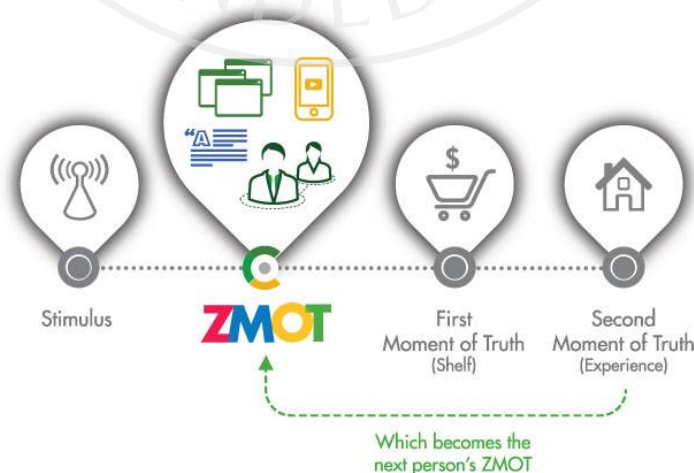 “A
$
Stimulus
ZMOT
First
Moment of Truth
(Shelf)
Second
Moment of Truth
(Experience)
Which becomes the
next person's ZMOT